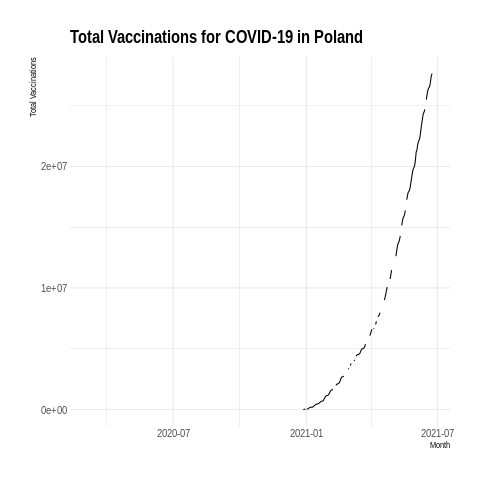 Total Vaccinations for COVID-19 in Poland
Total Vaccinations
2e+07
1e+07
0e+00
2020-07
2021-01
2021-07
Month